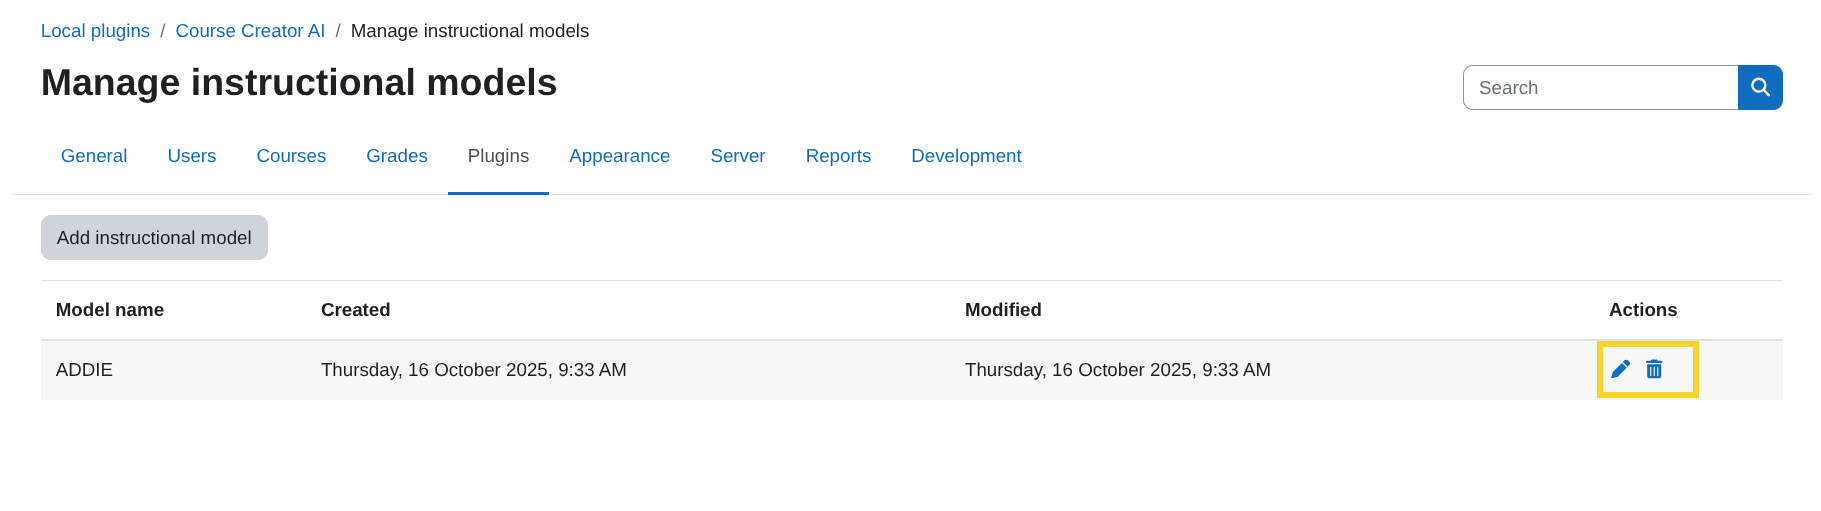 Local plugins / Course Creator AI / Manage instructional models
Manage instructional models
Search
General Users Courses Grades Plugins Appearance Server Reports Development
Add instructional model
Model name Created Modified Actions
ADDIE Thursday, 16 October 2025, 9:33 AM Thursday, 16 October 2025, 9:33 AM